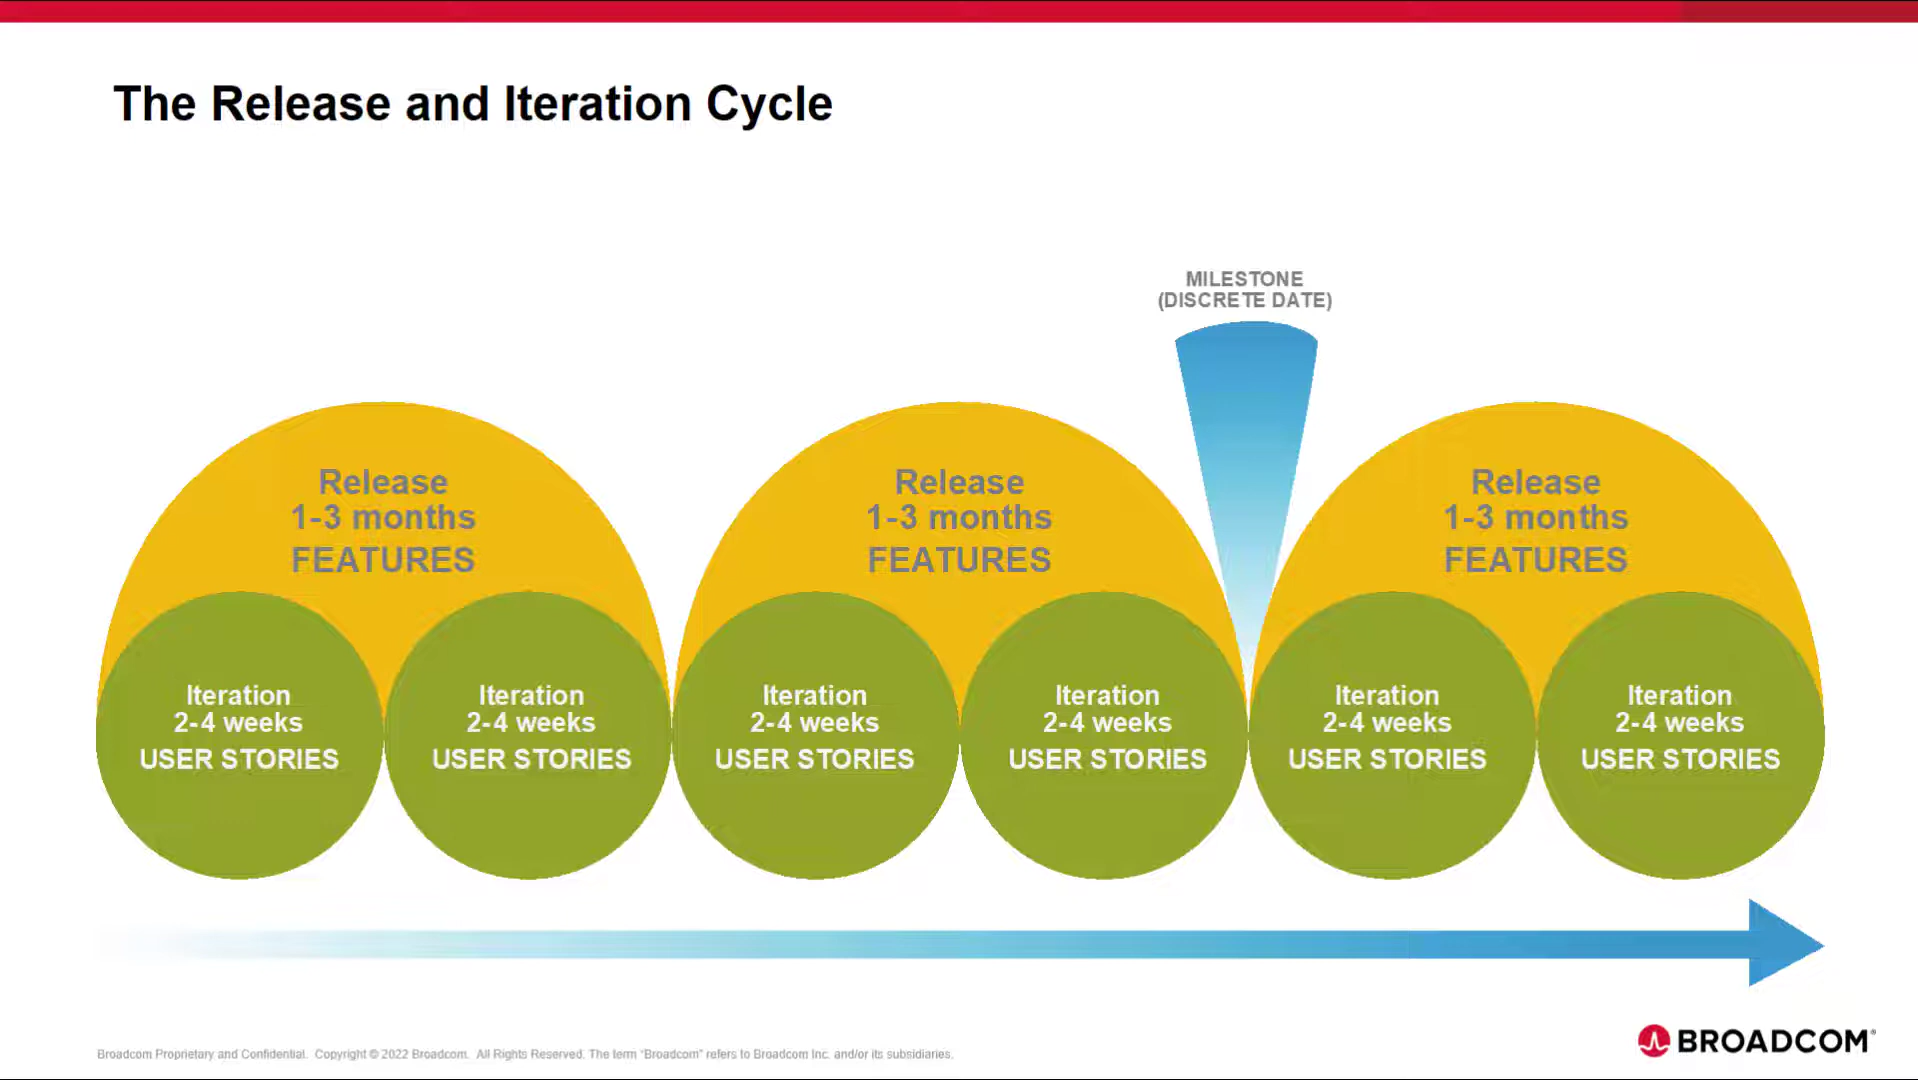 The Release and Iteration Cycle
MILESTONE
(DISCRETE DATE)
Release
1-3 months
FEATURES
Release
1-3 months
FEATURES
Release
1-3 months
FEATURES
Iteration
2-4 weeks
USER STORIES
Iteration
2-4 weeks
USER STORIES
Iteration
2-4 weeks
USER STORIES
Iteration
2-4 weeks
USER STORIES
Iteration
2-4 weeks
USER STORIES
Iteration
2-4 weeks
USER STORIES
Broadcom Proprietary and Confidential. Copyright © 2022 Broadcom. All Rights Reserved. The term “Broadcom” refers to Broadcom Inc. and/or its subsidiaries.
BROADCOM®